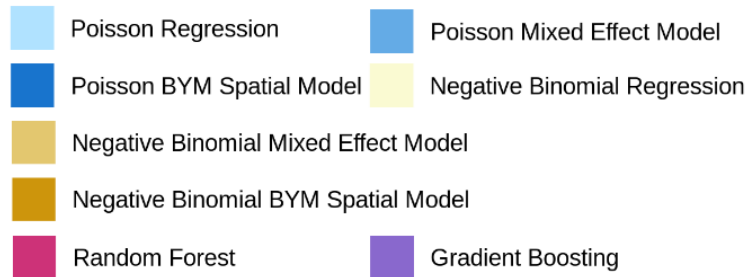 Poisson Regression Poisson Mixed Effect Model
Poisson BYM Spatial Model Negative Binomial Regression
Negative Binomial Mixed Effect Model
Negative Binomial BYM Spatial Model
Random Forest Gradient Boosting